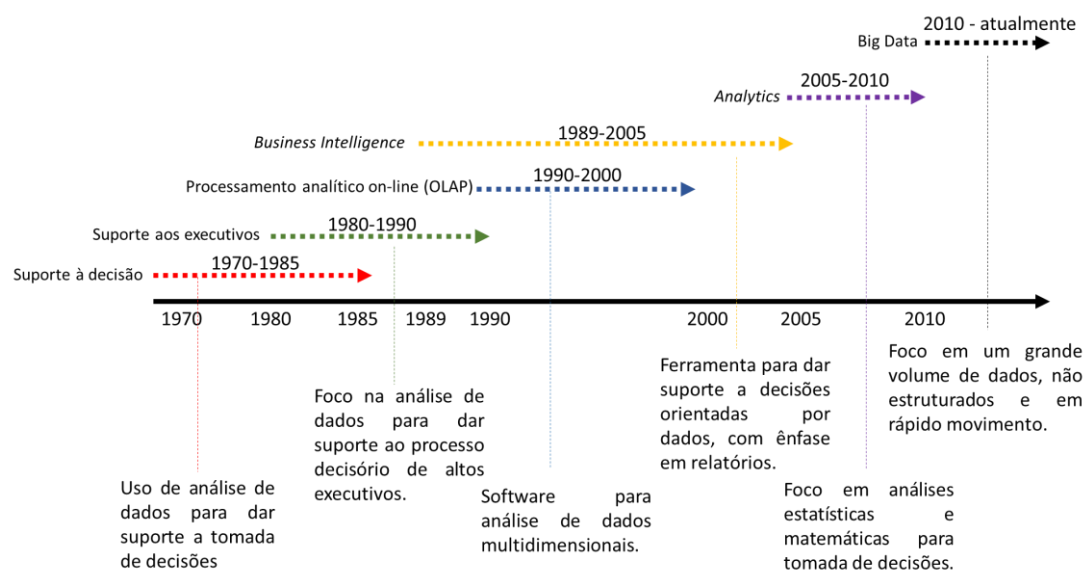 2010 - atualmente
Big Data
2005-2010
Analytics
1989-2005
Business Intelligence
1990-2000
Processamento analítico on-line (OLAP)
1980-1990
Suporte aos executivos
1970-1985
Suporte à decisão
1970 1980 1985 1989 1990 2000 2005 2010
Uso de análise de
dados para dar
suporte a tomada
de decisões
Foco na análise de
dados para dar
suporte ao processo
decisório de altos
executivos.
Software para
análise de dados
multidimensionais.
Ferramenta para dar
suporte a decisões
orientadas por
dados, com ênfase
em relatórios.
Foco em análises
estatísticas e
matemáticas para
tomada de decisões.
Foco em um grande
volume de dados, não
estruturados e em
rápido movimento.